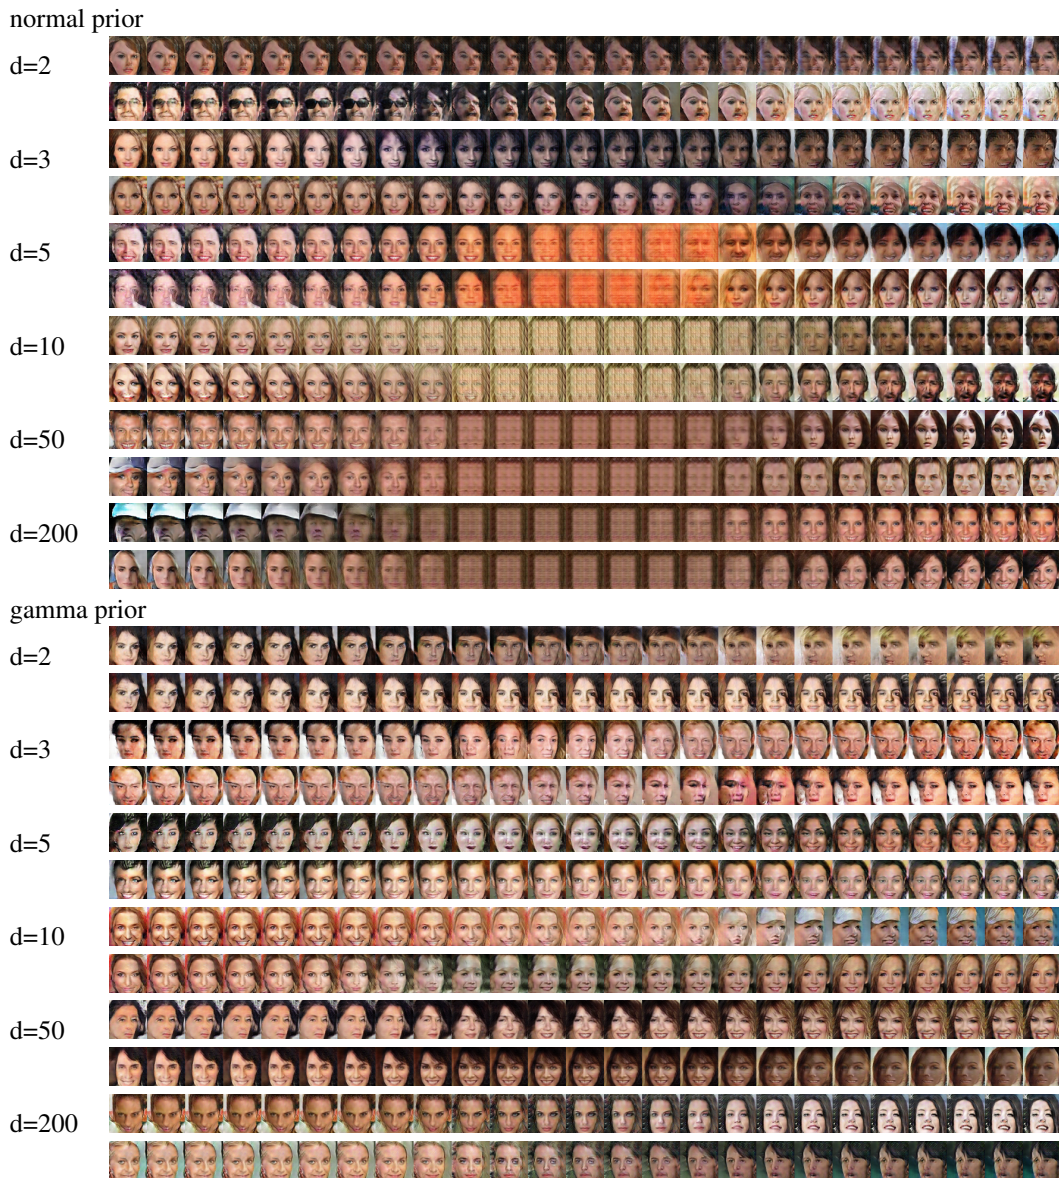 normal prior
d=2
d=3
d=5
d=10
d=50
d=200
gamma prior
d=2
d=3
d=5
d=10
d=50
d=200